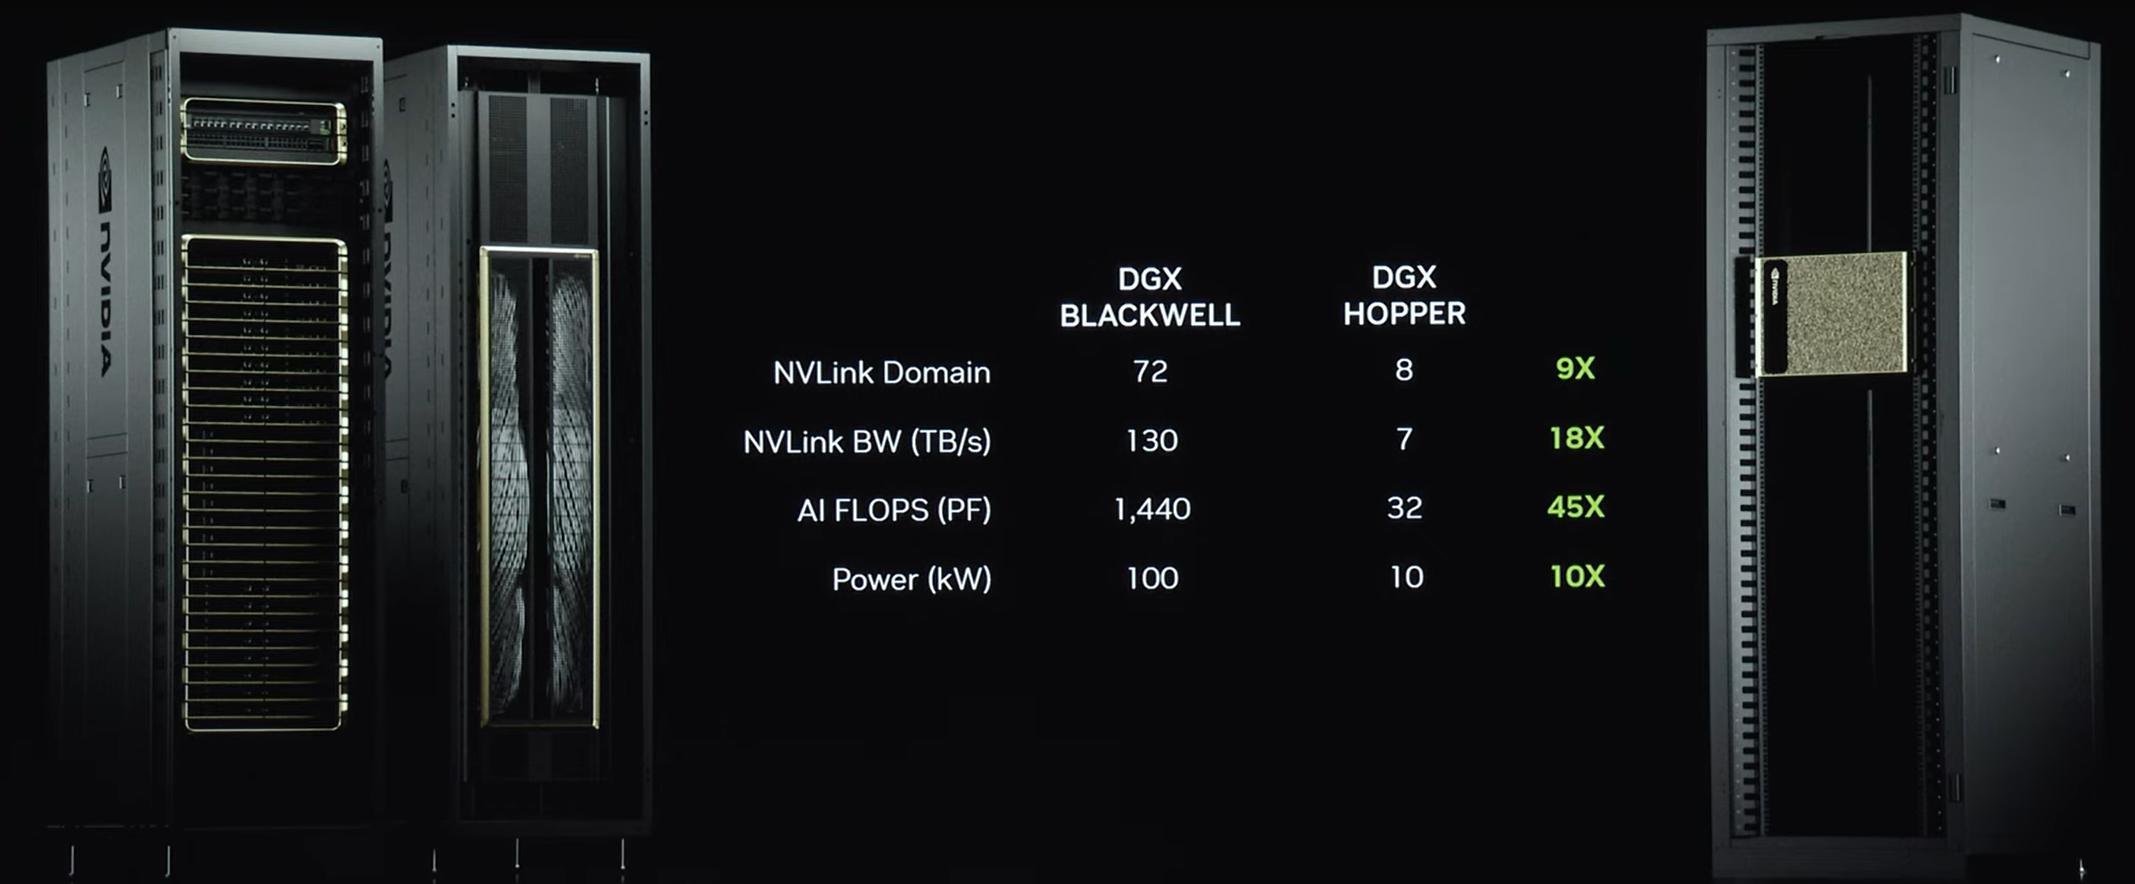 NVIDIA
NVIDIA
DGX BLACKWELL
DGX HOPPER
NVLink Domain 72 8 9X
NVLink BW (TB/s) 130 7 18X
AI FLOPS (PF) 1,440 32 45X
Power (kW) 100 10 10X
NVIDIA